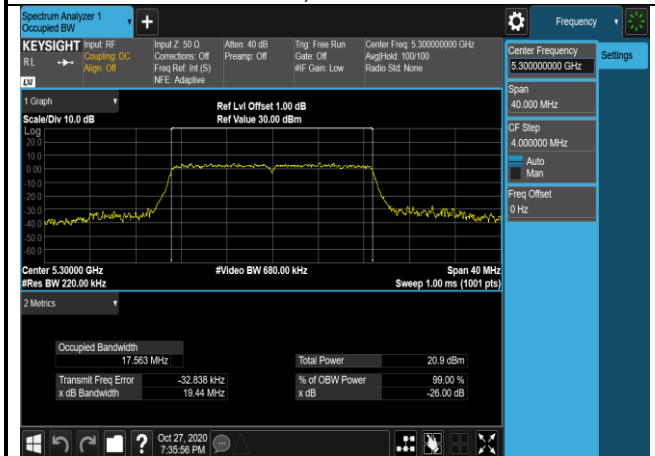 Spectrum Analyzer 1
Occupied BW
Frequency
KEYSIGHT
RL
LXI
Input: RF
Coupling: DC
Align: Off
Input Z: 50 Ω
Corrections: Off
Freq Ref: Int (S)
NFE: Adaptive
Atten: 40 dB
Preamp: Off
Trig: Free Run
Gate: Off
#IF Gain: Low
Center Freq: 5.300000000 GHz
Avg|Hold: 100/100
Radio Std: None
Center Frequency
5.300000000 GHz
Settings
Span
40.000 MHz
CF Step
4.000000 MHz
Auto
Man
Freq Offset
0 Hz
1 Graph
Scale/Div 10.0 dB
Ref Lvl Offset 1.00 dB
Ref Value 30.00 dBm
Log
20.0
10.0
0.00
-10.0
-20.0
-30.0
-40.0
-50.0
-60.0
Center 5.30000 GHz
#Video BW 680.00 kHz
Span 40 MHz
#Res BW 220.00 kHz
Sweep 1.00 ms (1001 pts)
2 Metrics
Occupied Bandwidth
17.563 MHz
Total Power 20.9 dBm
Transmit Freq Error -32.838 kHz
% of OBW Power 99.00 %
x dB Bandwidth 19.44 MHz
x dB -26.00 dB
Oct 27, 2020
7:35:56 PM